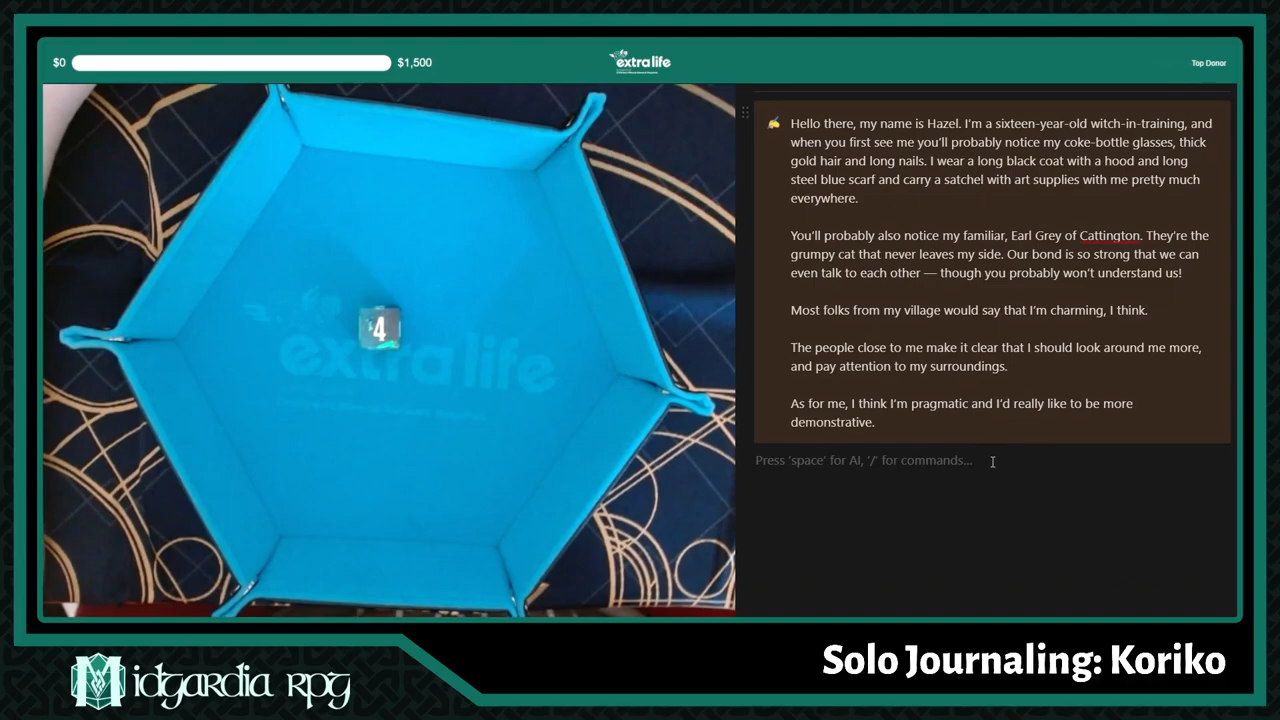 $0
$1,500
extra life
Top Donor
Hello there, my name is Hazel. I'm a sixteen-year-old witch-in-training, and
when you first see me you'll probably notice my coke-bottle glasses, thick
gold hair and long nails. I wear a long black coat with a hood and long
steel blue scarf and carry a satchel with art supplies with me pretty much
everywhere.
You'll probably also notice my familiar, Earl Grey of Cattington. They're the
grumpy cat that never leaves my side. Our bond is so strong that we can
even talk to each other — though you probably won't understand us!
Most folks from my village would say that I'm charming, I think.
The people close to me make it clear that I should look around me more,
and pay attention to my surroundings.
As for me, I think I'm pragmatic and I'd really like to be more
demonstrative.
Press 'space' for AI, '/' for commands...
4
extra life
Solo Journaling: Koriko
Midgardia RPG